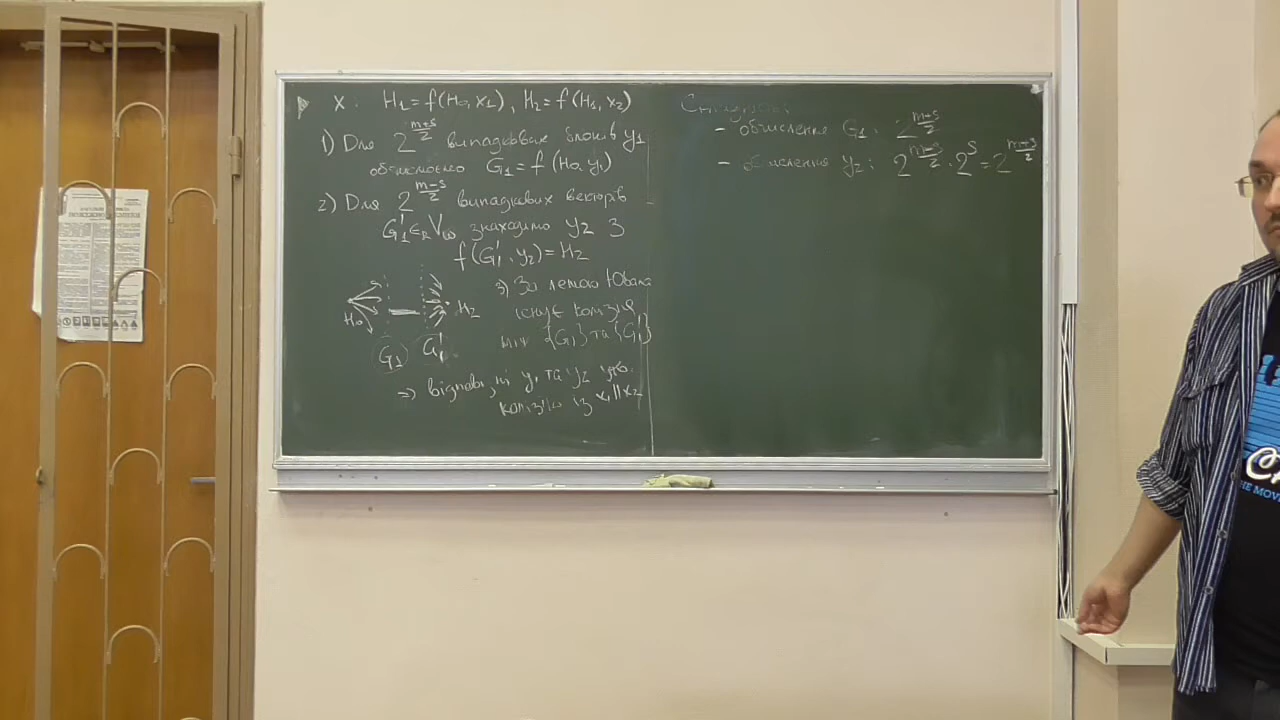 X: H₁ = f(H₀, x₁), H₂ = f(H₁, x₂)
1) Для 2^((m+s)/2) випадкових блоків y₁
обчислюємо G₁ = f(H₀, y₁)
2) Для 2^((m-s)/2) випадкових векторів
G₁' ∈_R V_m знаходимо y₂ з
f(G₁', y₂) = H₂
H₀ G₁ G₁' H₂
3) За лемою Ювала
існує колізія
між {G₁} та {G₁'}
⇒ відповідні y₁ та y₂
колізію із x₁||x₂
Складність:
- обчислення G₁: 2^((m+s)/2)
- обчислення y₂: 2^((m-s)/2) · 2^s = 2^((m+s)/2)